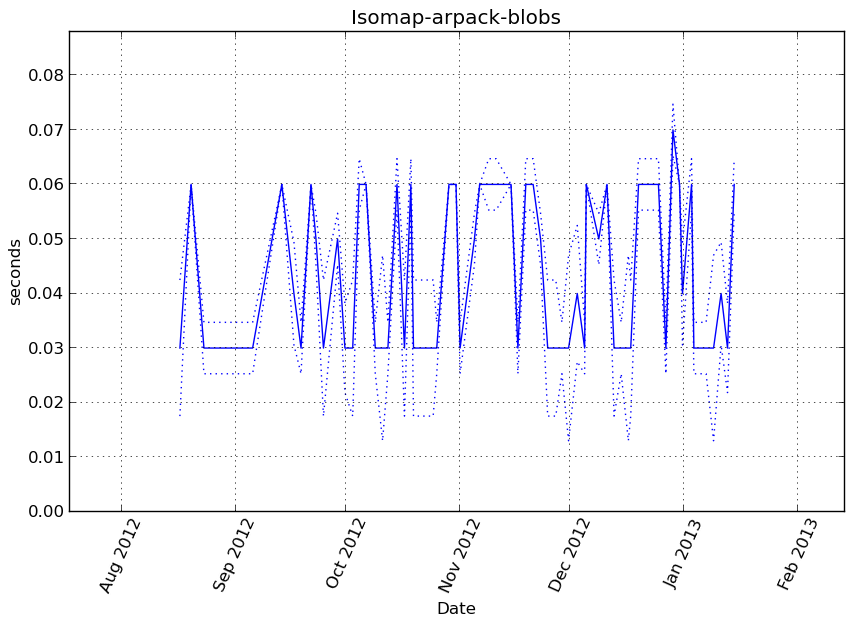 Isomap-arpack-blobs
seconds
0.08
0.07
0.06
0.05
0.04
0.03
0.02
0.01
0.00
Aug 2012
Sep 2012
Oct 2012
Nov 2012
Dec 2012
Jan 2013
Feb 2013
Date